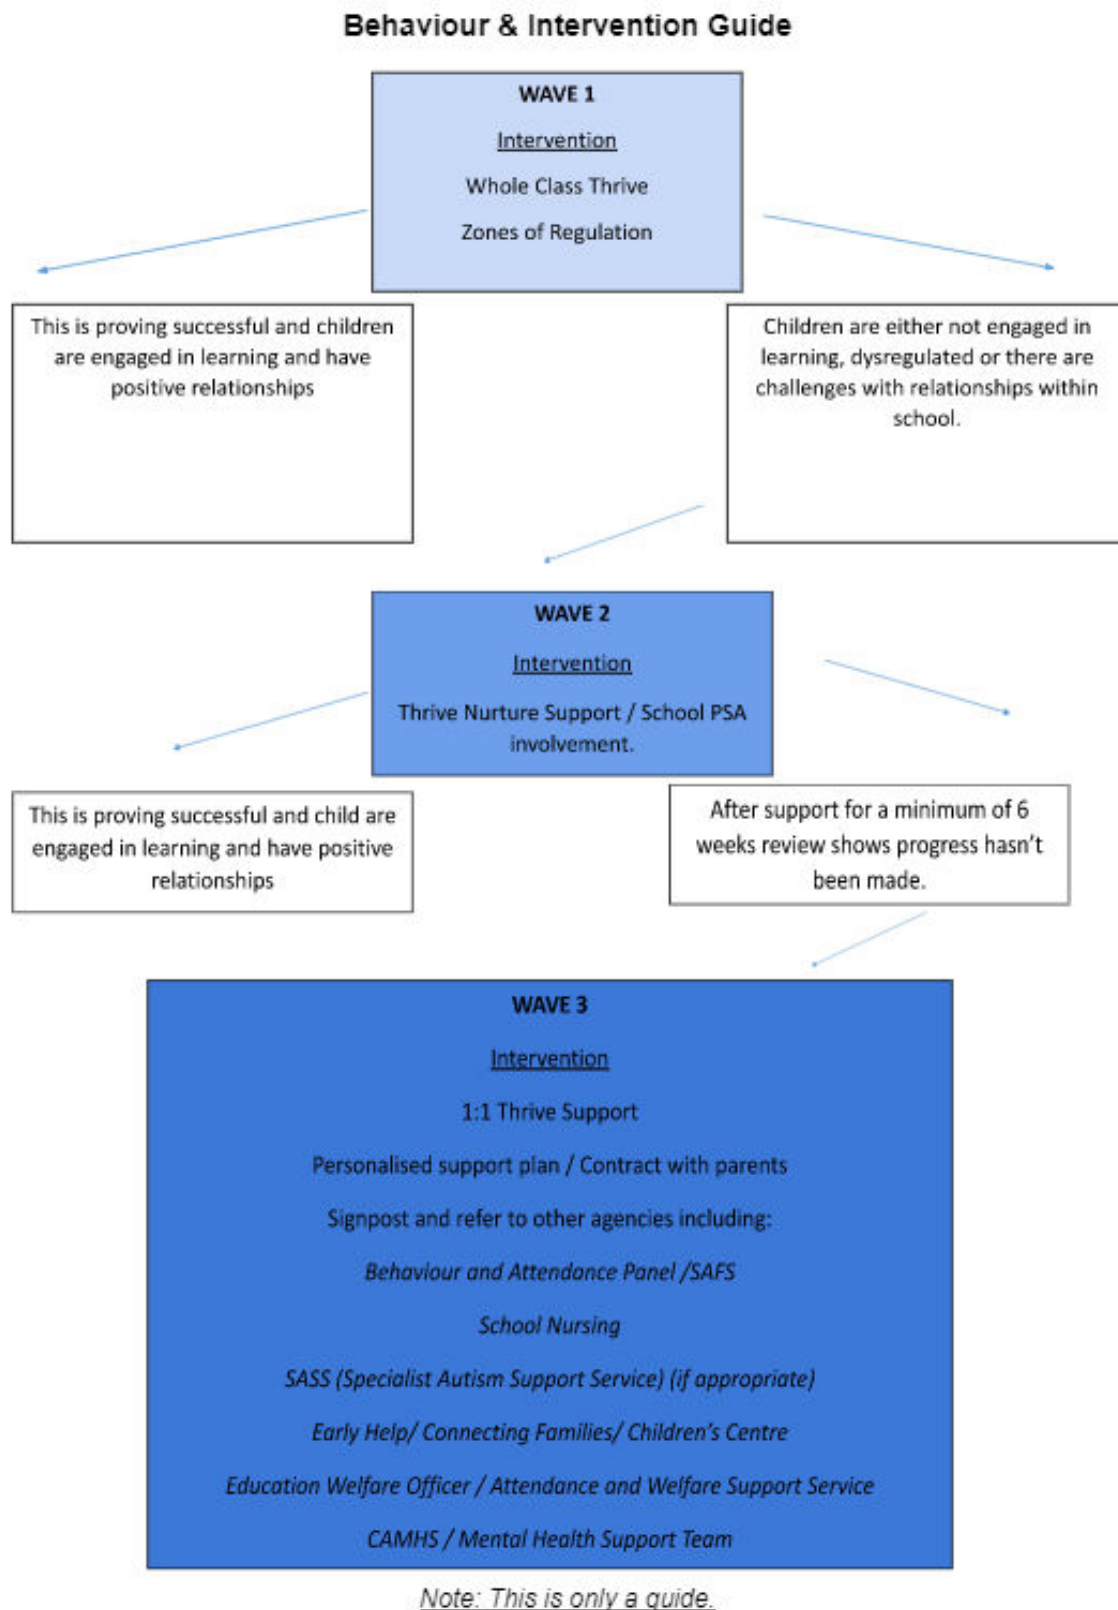 Behaviour & Intervention Guide
WAVE 1
Intervention
Whole Class Thrive
Zones of Regulation
This is proving successful and children
are engaged in learning and have
positive relationships
Children are either not engaged in
learning, dysregulated or there are
challenges with relationships within
school.
WAVE 2
Intervention
Thrive Nurture Support / School PSA
involvement.
This is proving successful and child are
engaged in learning and have positive
relationships
After support for a minimum of 6
weeks review shows progress hasn't
been made.
WAVE 3
Intervention
1:1 Thrive Support
Personalised support plan / Contract with parents
Signpost and refer to other agencies including:
Behaviour and Attendance Panel /SAFS
School Nursing
SASS (Specialist Autism Support Service) (if appropriate)
Early Help/ Connecting Families/ Children's Centre
Education Welfare Officer / Attendance and Welfare Support Service
CAMHS / Mental Health Support Team
Note: This is only a guide.